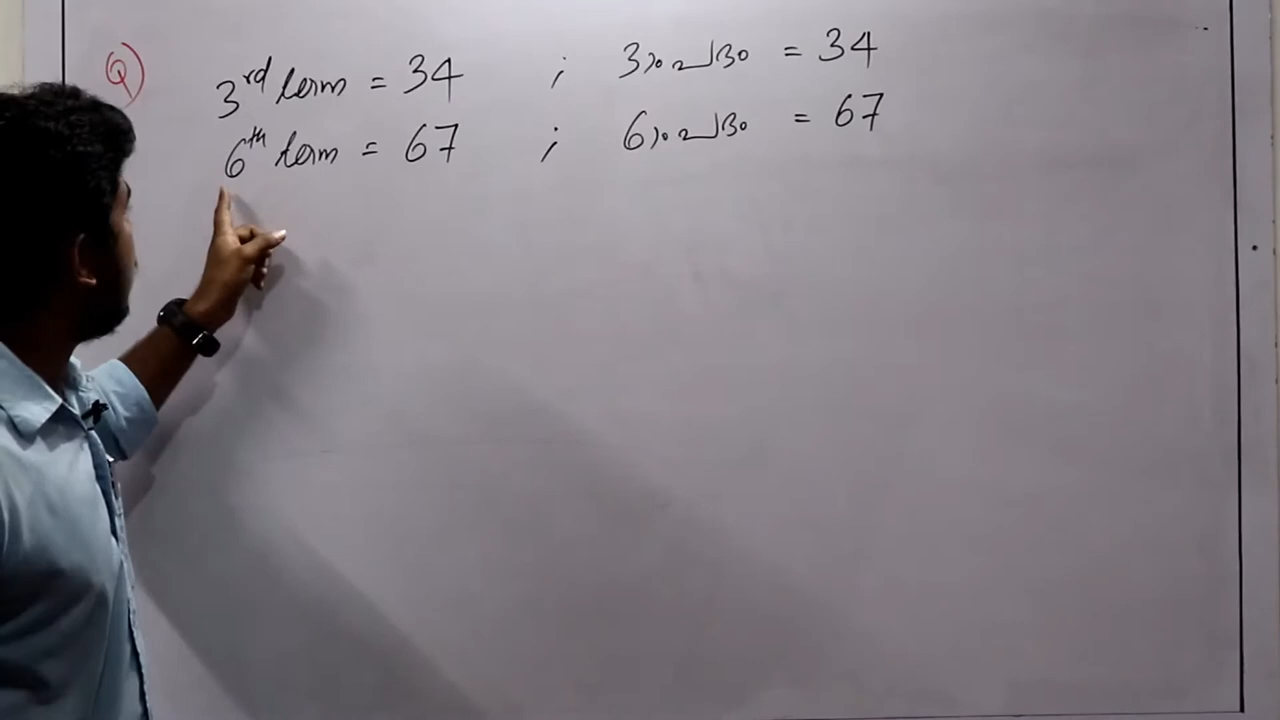 Q) 3rd term = 34 ; 3ാം പദം = 34
6th term = 67 ; 6ാം പദം = 67